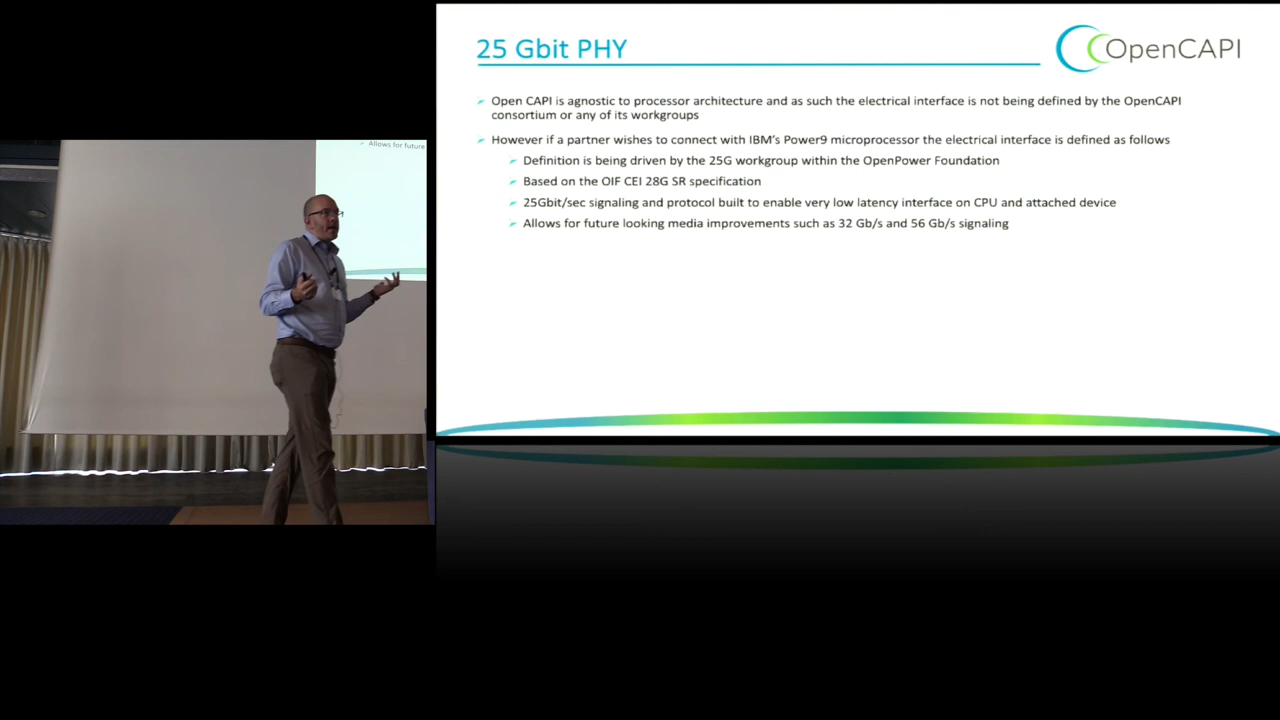 25 Gbit PHY
OpenCAPI
Open CAPI is agnostic to processor architecture and as such the electrical interface is not being defined by the OpenCAPI
consortium or any of its workgroups
However if a partner wishes to connect with IBM's Power9 microprocessor the electrical interface is defined as follows
Definition is being driven by the 25G workgroup within the OpenPower Foundation
Based on the OIF CEI 28G SR specification
25Gbit/sec signaling and protocol built to enable very low latency interface on CPU and attached device
Allows for future looking media improvements such as 32 Gb/s and 56 Gb/s signaling
Allows for future